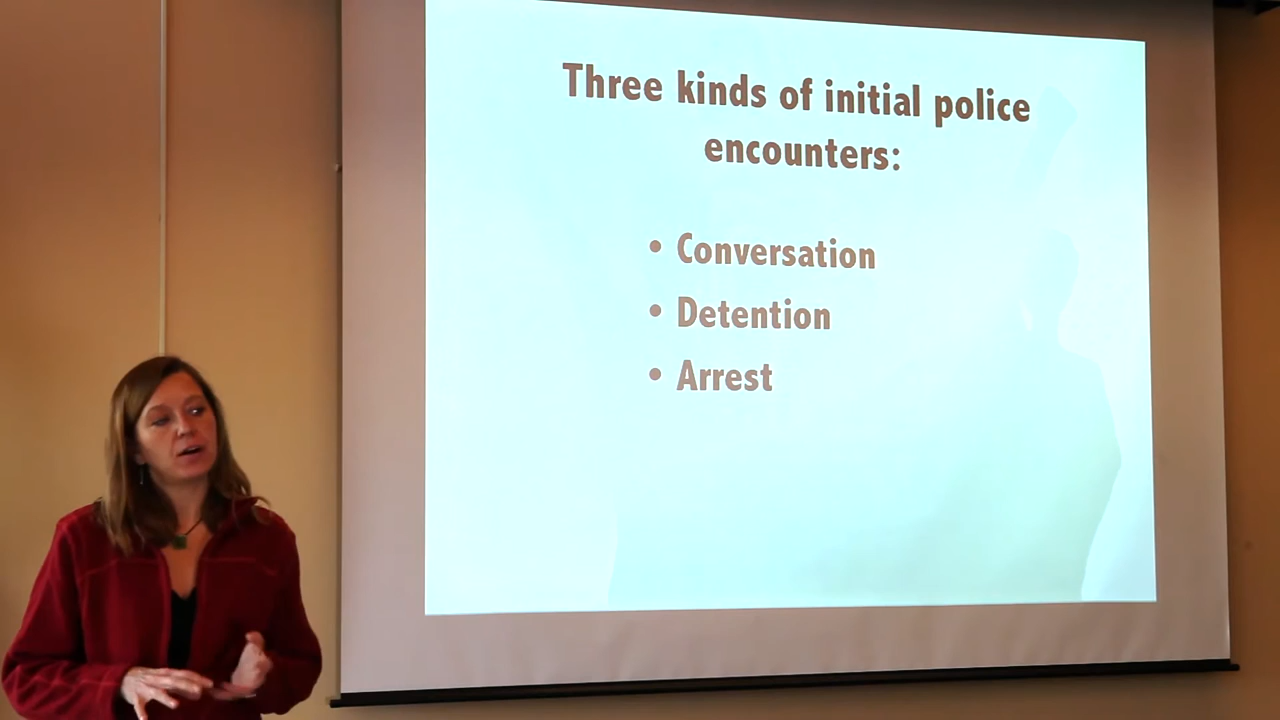 Three kinds of initial police
encounters:
• Conversation
• Detention
• Arrest